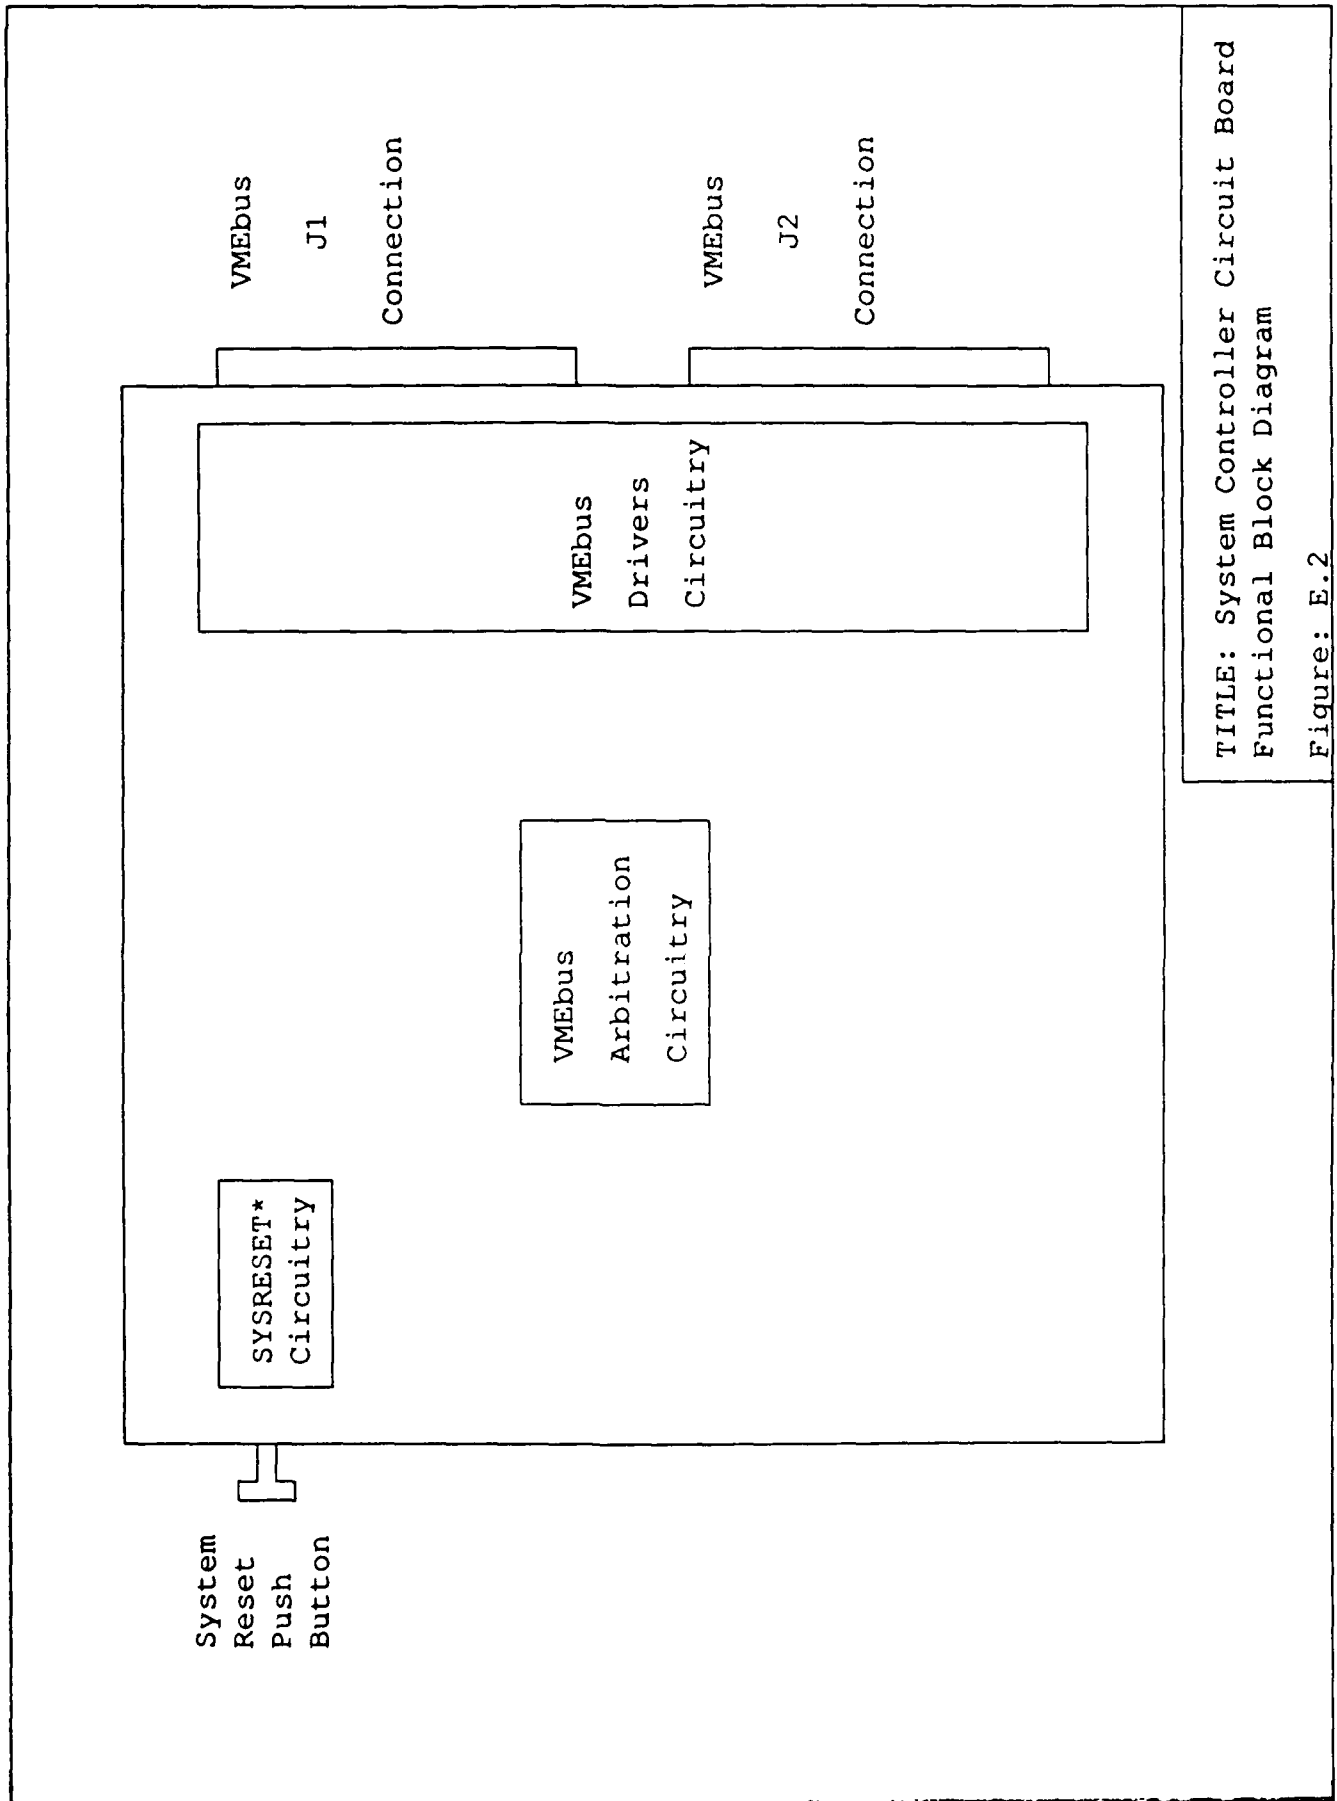 System
Reset
Push
Button
SYSRESET*
Circuitry
VMEbus
Arbitration
Circuitry
VMEbus
Drivers
Circuitry
VMEbus
J1
Connection
VMEbus
J2
Connection
TITLE: System Controller Circuit Board
Functional Block Diagram
Figure: E.2